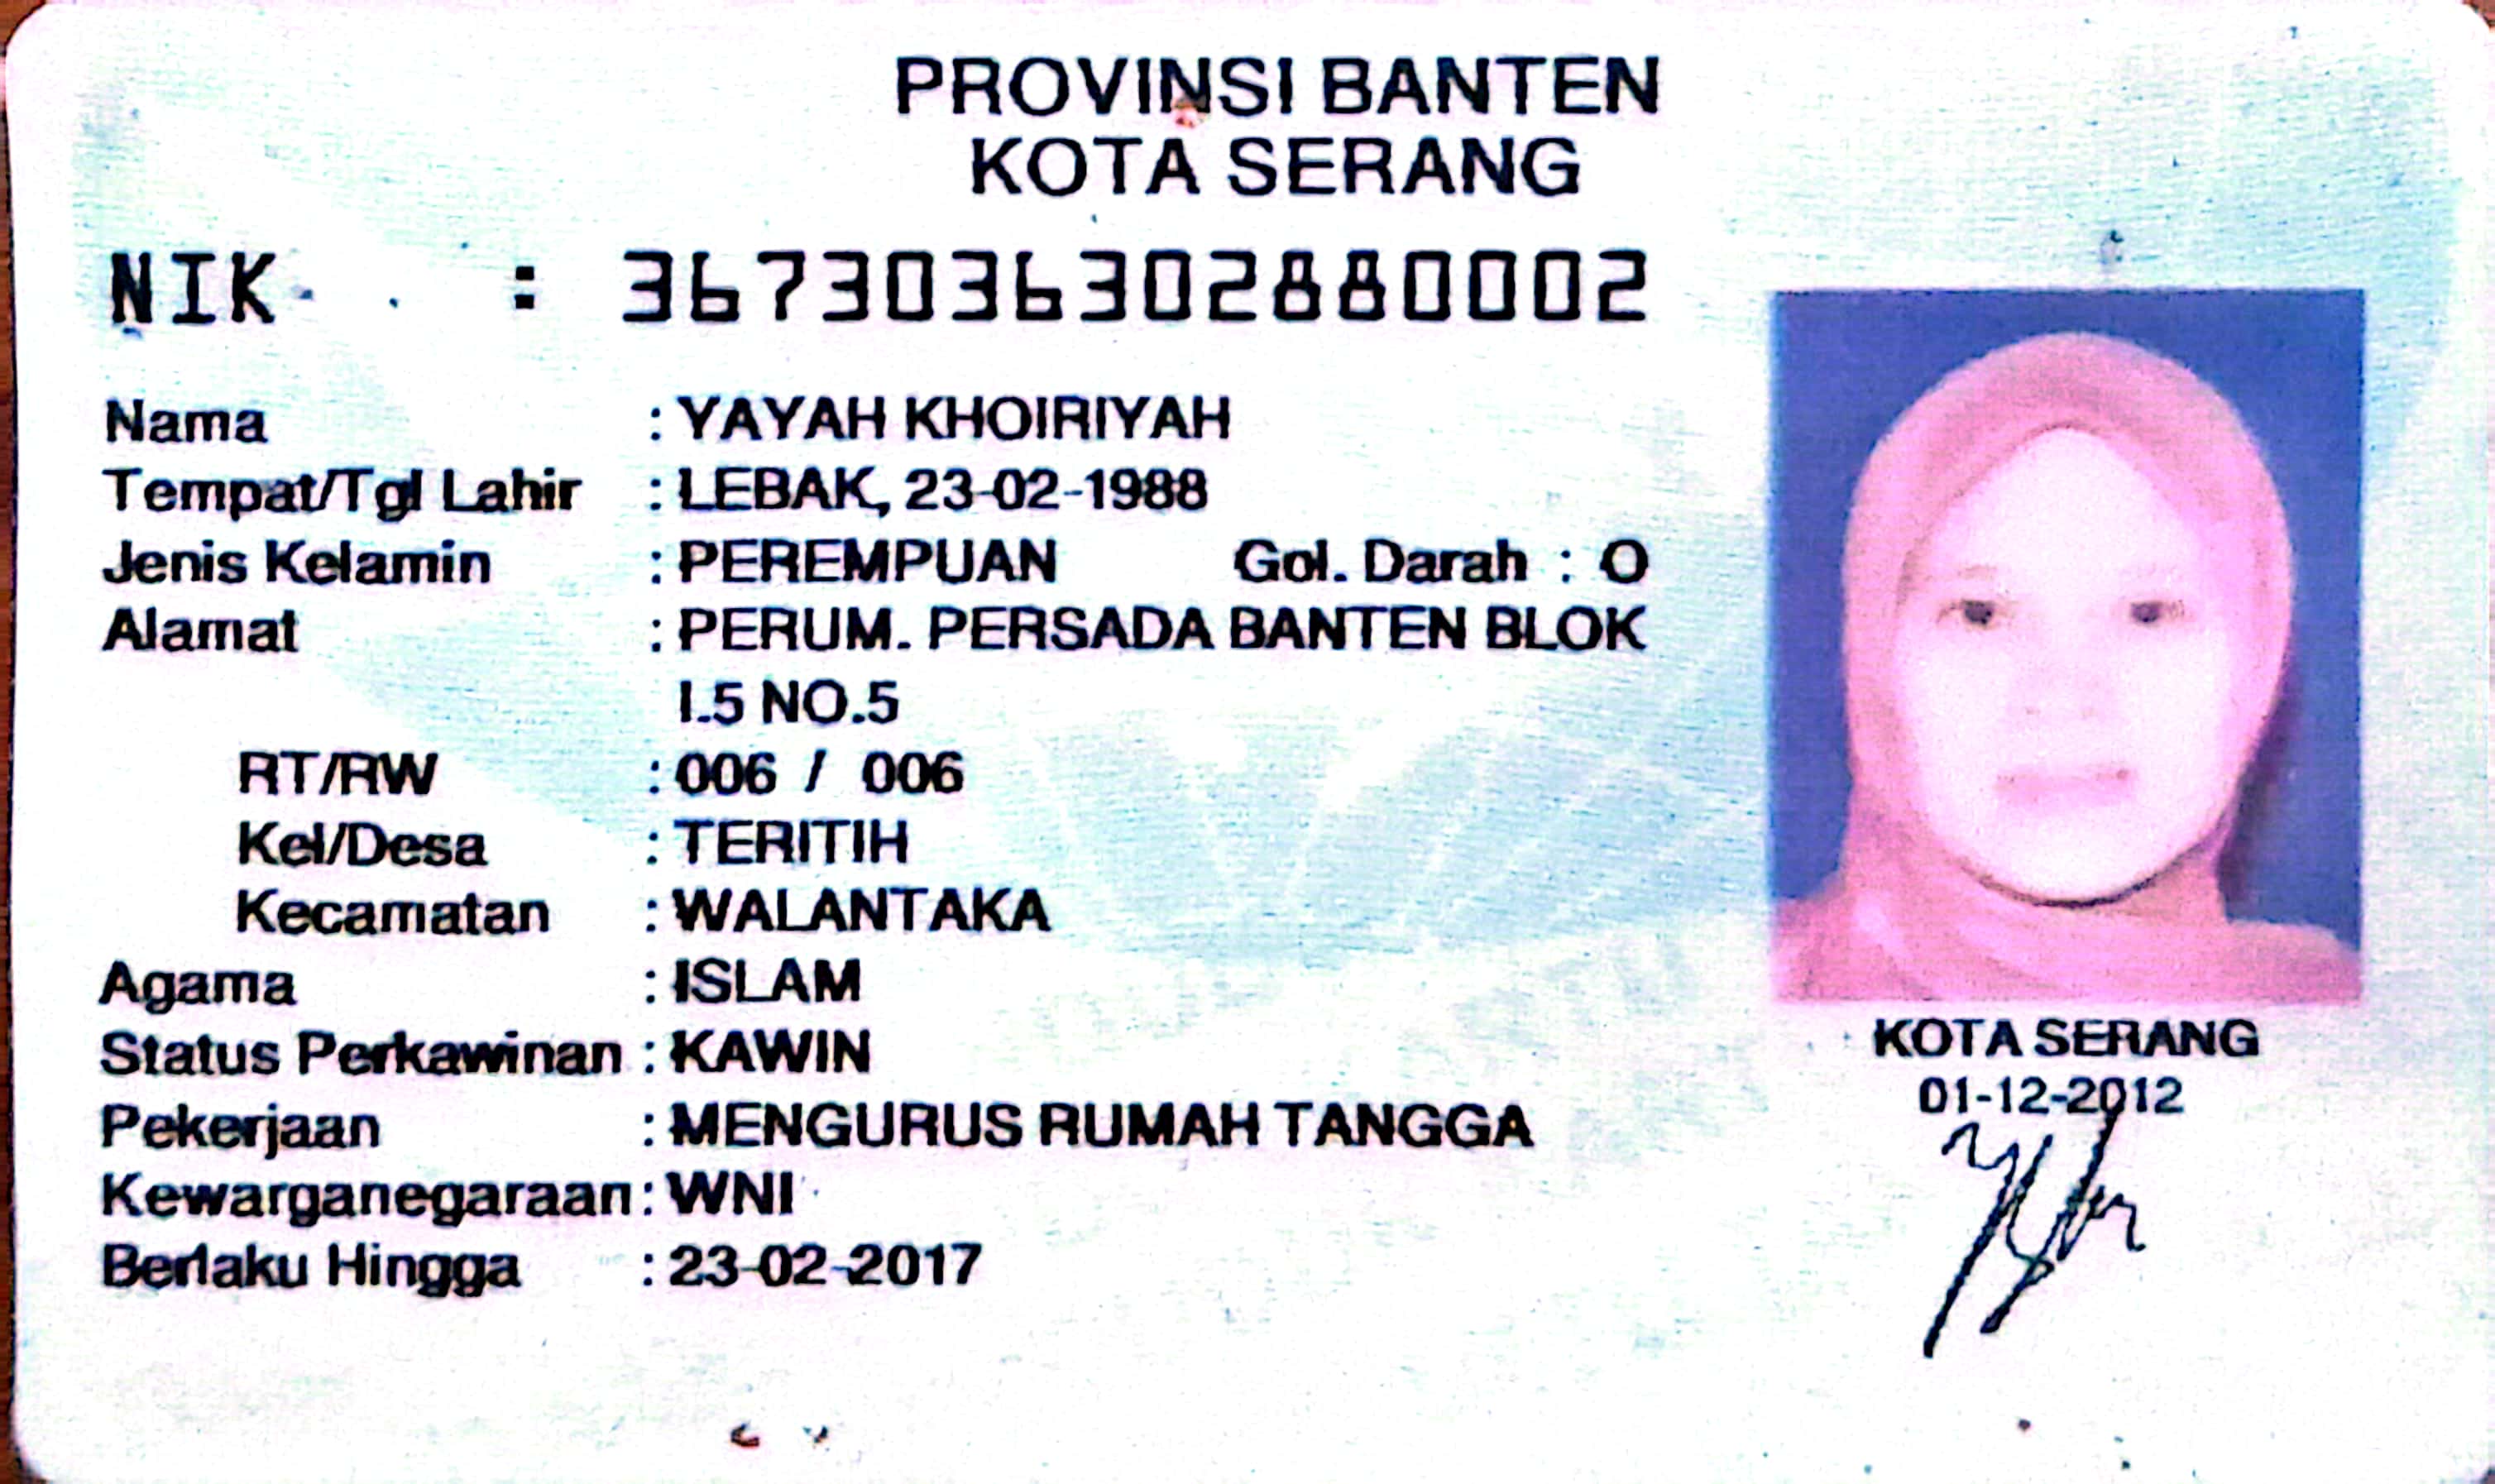 PROVINSI BANTEN
KOTA SERANG
NIK : 3673036302880002
Nama : YAYAH KHOIRIYAH
Tempat/Tgl Lahir : LEBAK, 23-02-1988
Jenis Kelamin : PEREMPUAN Gol. Darah : O
Alamat : PERUM. PERSADA BANTEN BLOK
I.5 NO.5
RT/RW : 006 / 006
Kel/Desa : TERITIH
Kecamatan : WALANTAKA
Agama : ISLAM
Status Perkawinan : KAWIN
Pekerjaan : MENGURUS RUMAH TANGGA
Kewarganegaraan : WNI
Berlaku Hingga : 23-02-2017
KOTA SERANG
01-12-2012